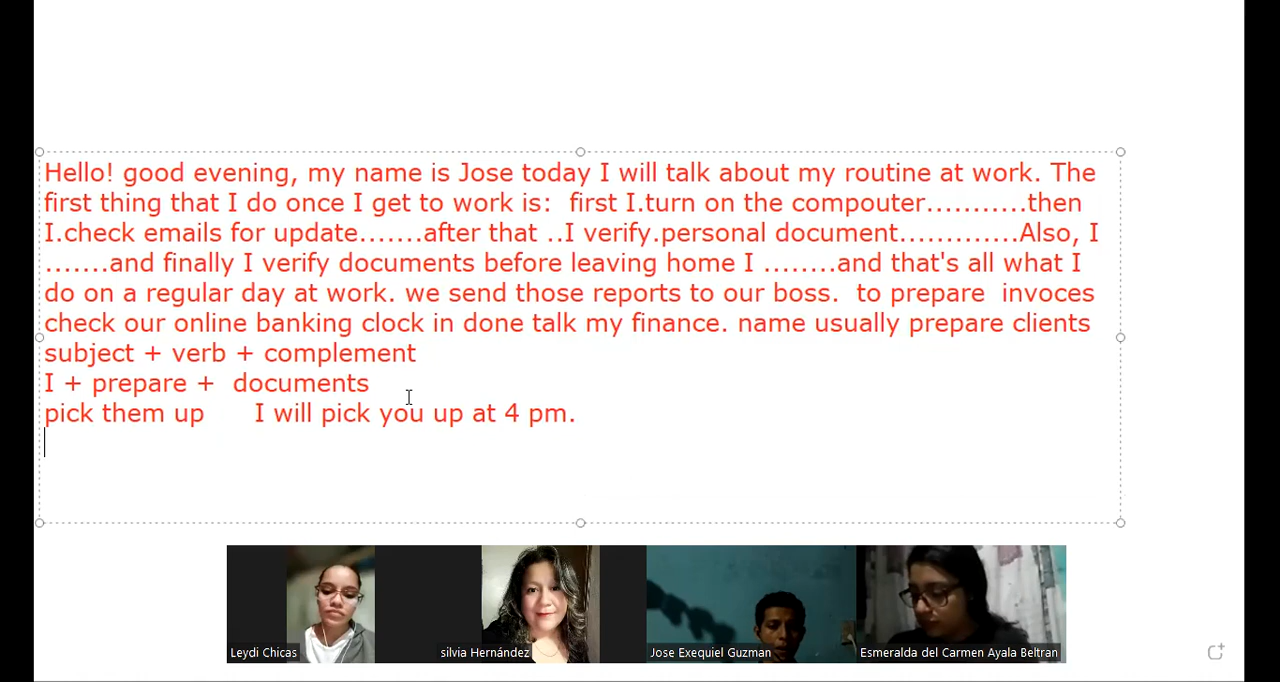 Hello! good evening, my name is Jose today I will talk about my routine at work. The
first thing that I do once I get to work is:  first I.turn on the compouter...........then
I.check emails for update.......after that ..I verify.personal document.............Also, I
.......and finally I verify documents before leaving home I ........and that's all what I
do on a regular day at work. we send those reports to our boss.  to prepare  invoces
check our online banking clock in done talk my finance. name usually prepare clients
subject + verb + complement
I + prepare +  documents
pick them up      I will pick you up at 4 pm.
Leydi Chicas
silvia Hernández
Jose Exequiel Guzman
Esmeralda del Carmen Ayala Beltran